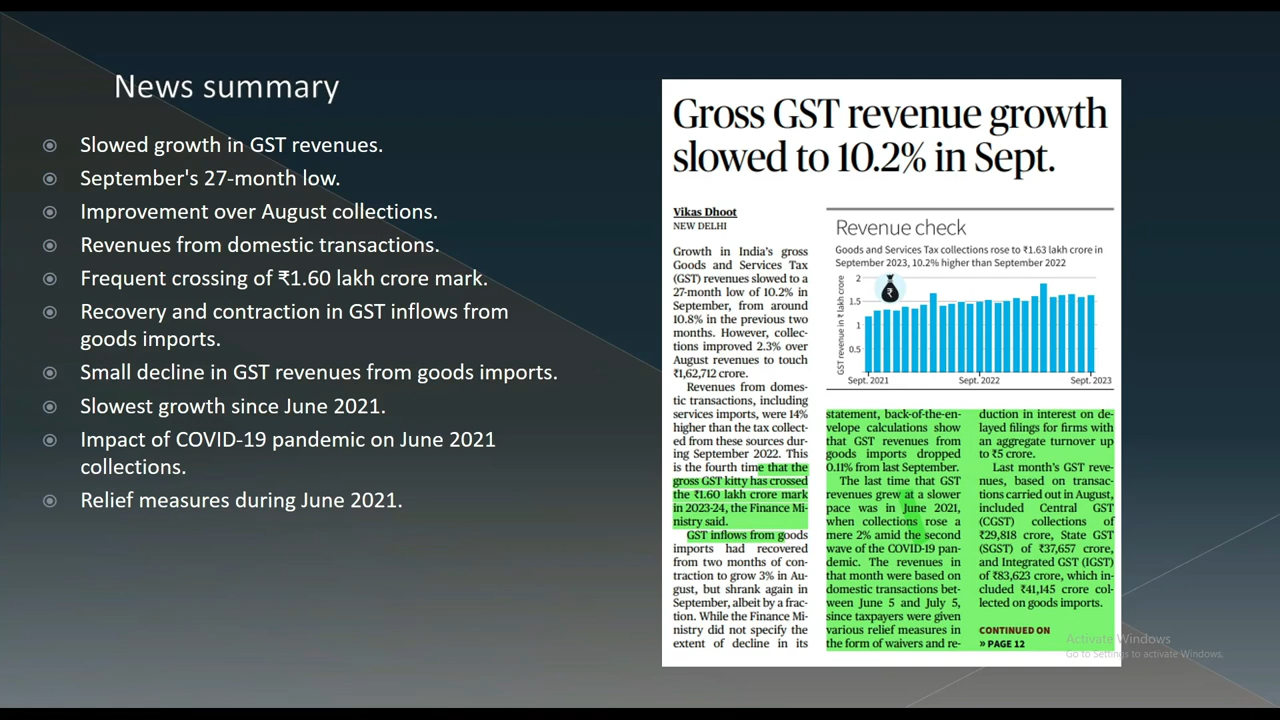 News summary
Slowed growth in GST revenues.
September's 27-month low.
Improvement over August collections.
Revenues from domestic transactions.
Frequent crossing of ₹1.60 lakh crore mark.
Recovery and contraction in GST inflows from
goods imports.
Small decline in GST revenues from goods imports.
Slowest growth since June 2021.
Impact of COVID-19 pandemic on June 2021
collections.
Relief measures during June 2021.
Gross GST revenue growth
slowed to 10.2% in Sept.
Vikas Dhoot
NEW DELHI
Growth in India's gross
Goods and Services Tax
(GST) revenues slowed to a
27-month low of 10.2% in
September, from around
10.8% in the previous two
months. However, collec-
tions improved 2.3% over
August revenues to touch
₹1,62,712 crore.
Revenues from domes-
tic transactions, including
services imports, were 14%
higher than the tax collect-
ed from these sources dur-
ing September 2022. This
is the fourth time that the
gross GST kitty has crossed
the ₹1.60 lakh crore mark
in 2023-24, the Finance Mi-
nistry said.
GST inflows from goods
imports had recovered
from two months of con-
traction to grow 3% in Au-
gust, but shrank again in
September, albeit by a frac-
tion. While the Finance Mi-
nistry did not specify the
extent of decline in its
Revenue check
Goods and Services Tax collections rose to ₹1.63 lakh crore in
September 2023, 10.2% higher than September 2022
GST revenue in ₹ lakh crore
2
1.5
1
0.5
₹
Sept. 2021
Sept. 2022
Sept. 2023
statement, back-of-the-en-
velope calculations show
that GST revenues from
goods imports dropped
0.11% from last September.
The last time that GST
revenues grew at a slower
pace was in June 2021,
when collections rose a
mere 2% amid the second
wave of the COVID-19 pan-
demic. The revenues in
that month were based on
domestic transactions bet-
ween June 5 and July 5,
since taxpayers were given
various relief measures in
the form of waivers and re-
duction in interest on de-
layed filings for firms with
an aggregate turnover up
to ₹5 crore.
Last month's GST reve-
nues, based on transac-
tions carried out in August,
included Central GST
(CGST) collections of
₹29,818 crore, State GST
(SGST) of ₹37,657 crore,
and Integrated GST (IGST)
of ₹83,623 crore, which in-
cluded ₹41,145 crore col-
lected on goods imports.
CONTINUED ON
» PAGE 12
Activate Windows
Go to Settings to activate Windows.